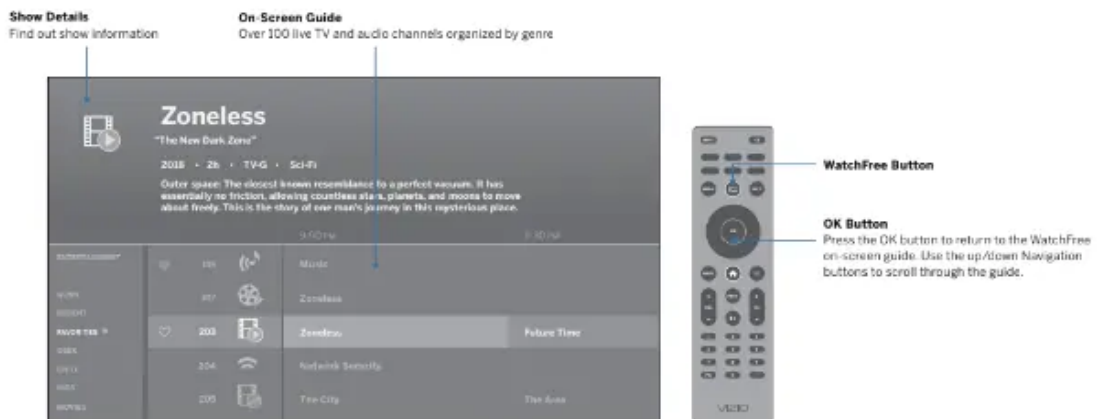 Show Details
Find out show information
On-Screen Guide
Over 100 live TV and audio channels organized by genre
Zoneless
"The New Dark Zone"
2016 • 2h • TV-G • Sci-Fi
Outer space: The closest known resemblance to a perfect vacuum. It has
essentially no friction, allowing countless stars, planets, and moons to move
about freely. This is the story of one man's journey in this mysterious place.
Music
Zoneless
FAVORITES
203
Zoneless
Future Time
204
Network Security
205
The City
The Area
MOVIES
WatchFree Button
OK Button
Press the OK button to return to the WatchFree
on-screen guide. Use the up/down Navigation
buttons to scroll through the guide.
VIZIO